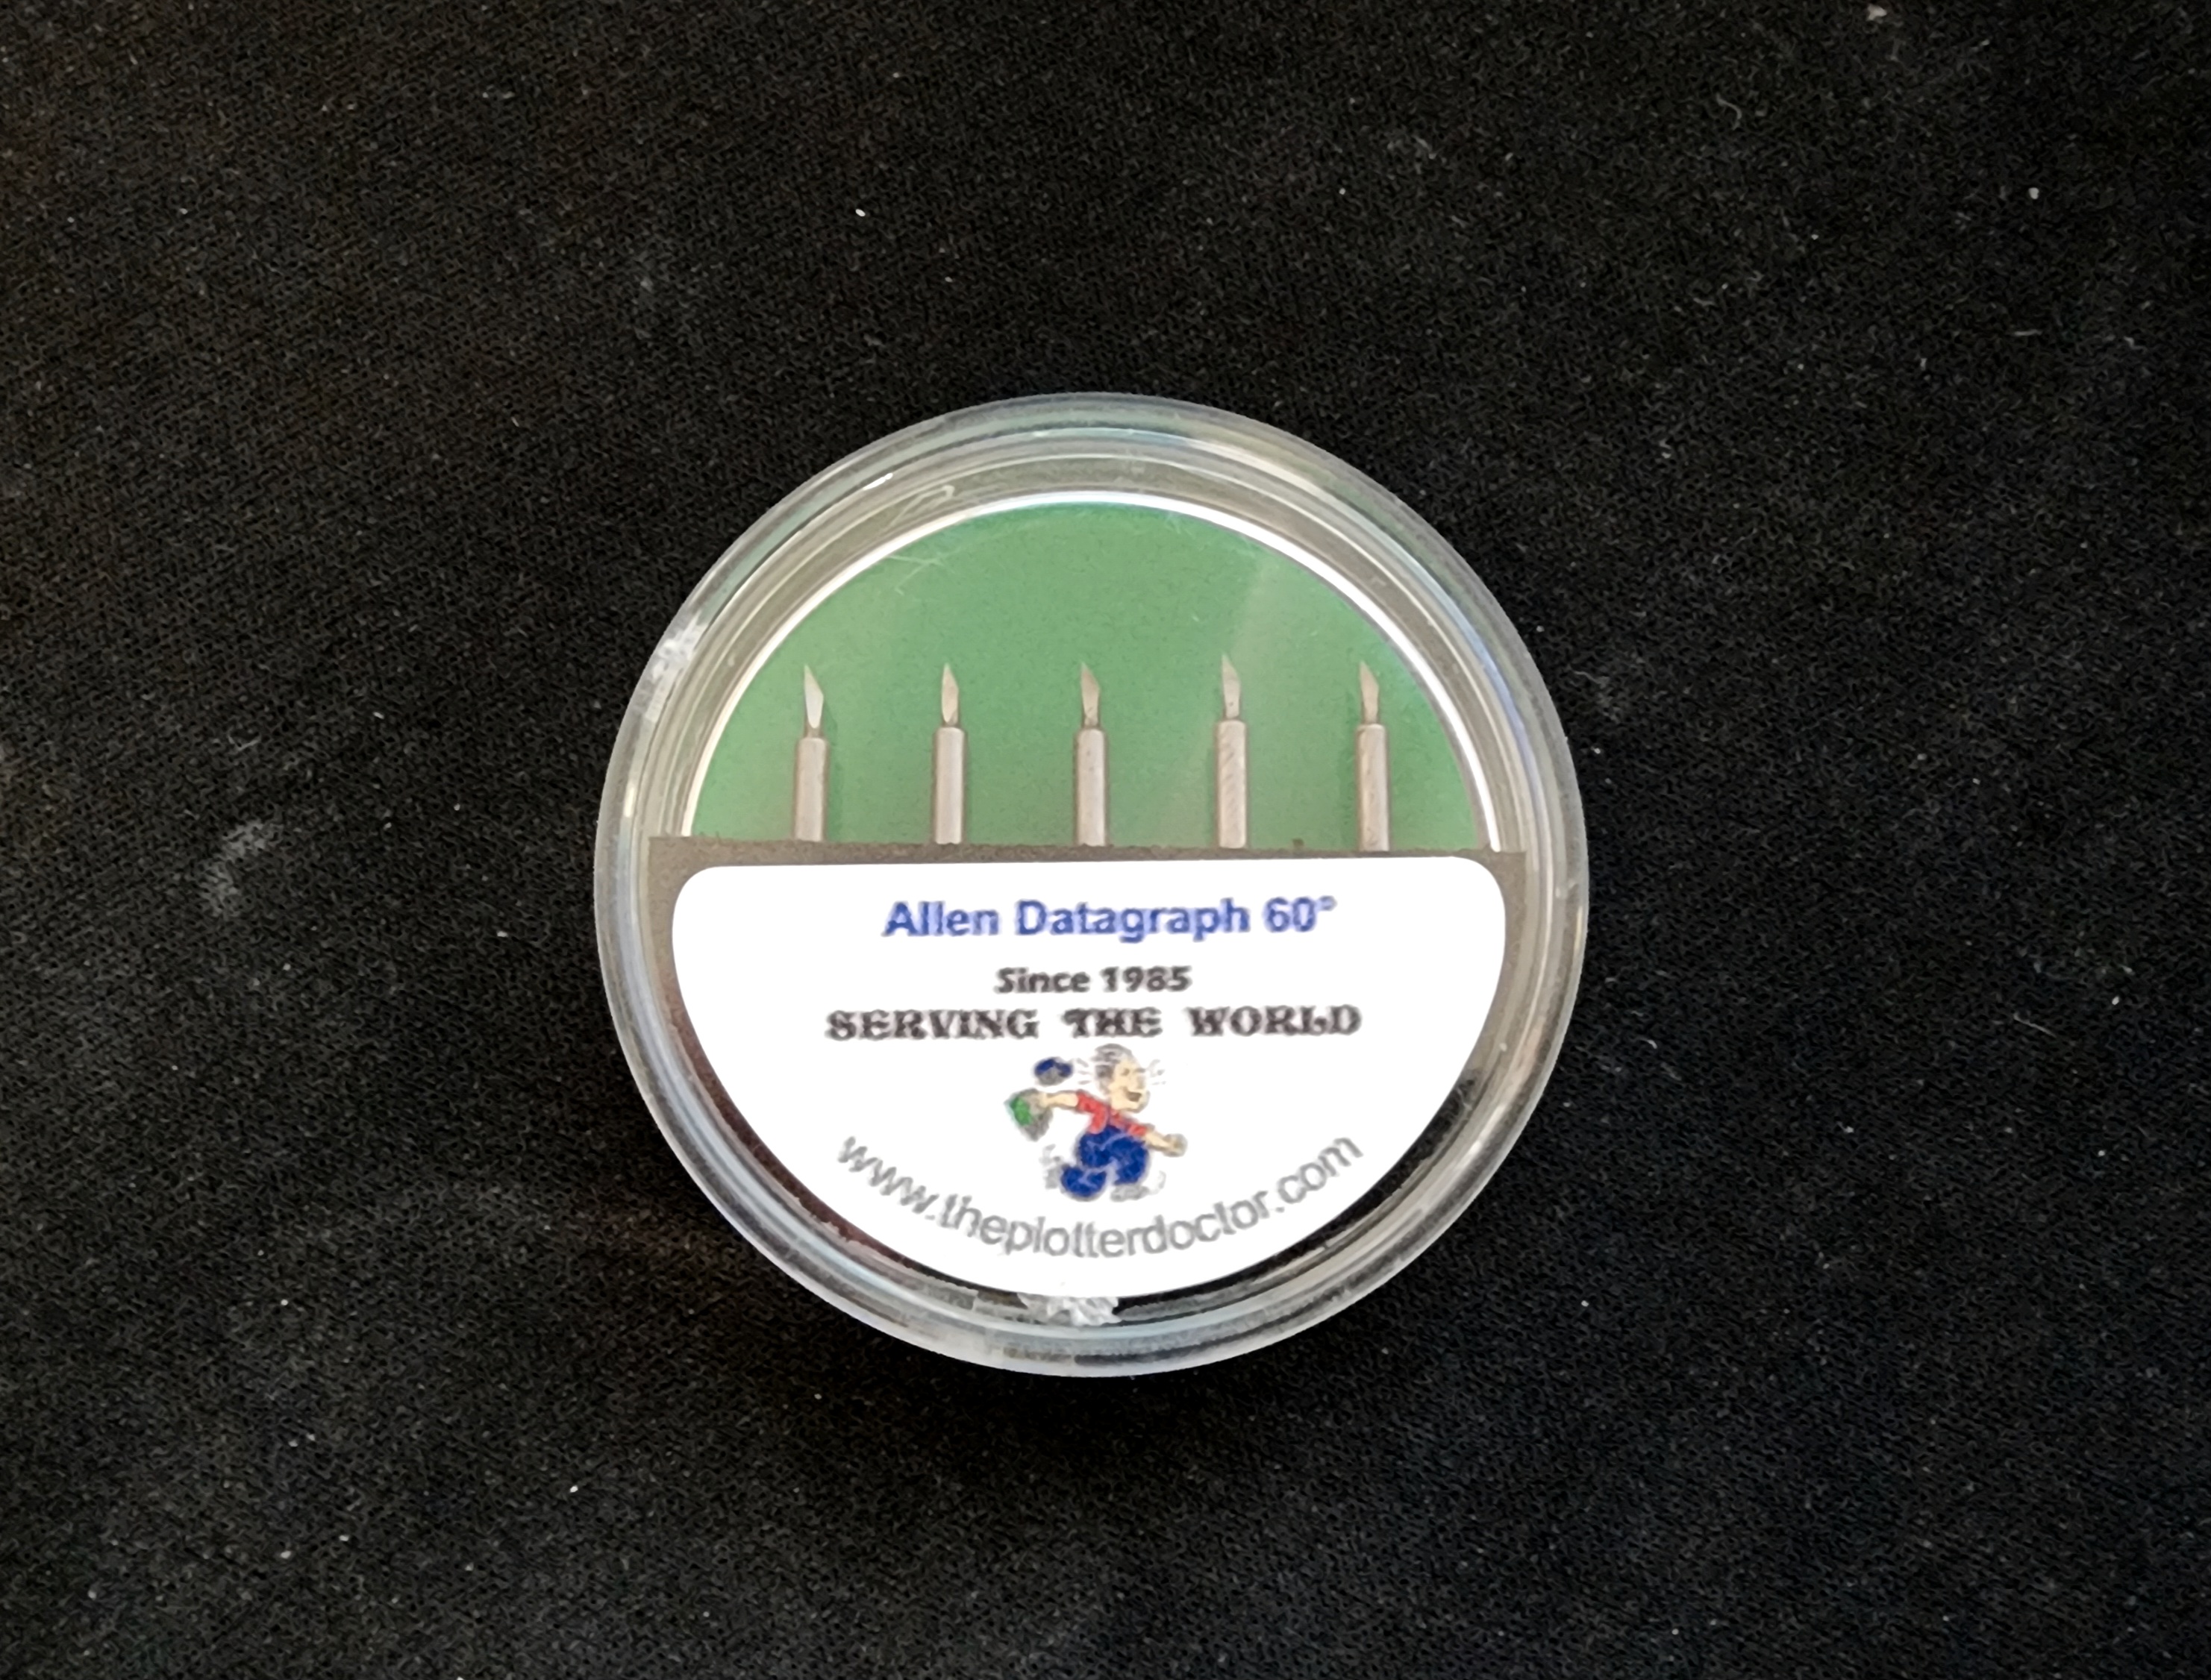 Allen Datagraph 60°
Since 1985
SERVING THE WORLD
www.theplotterdoctor.com